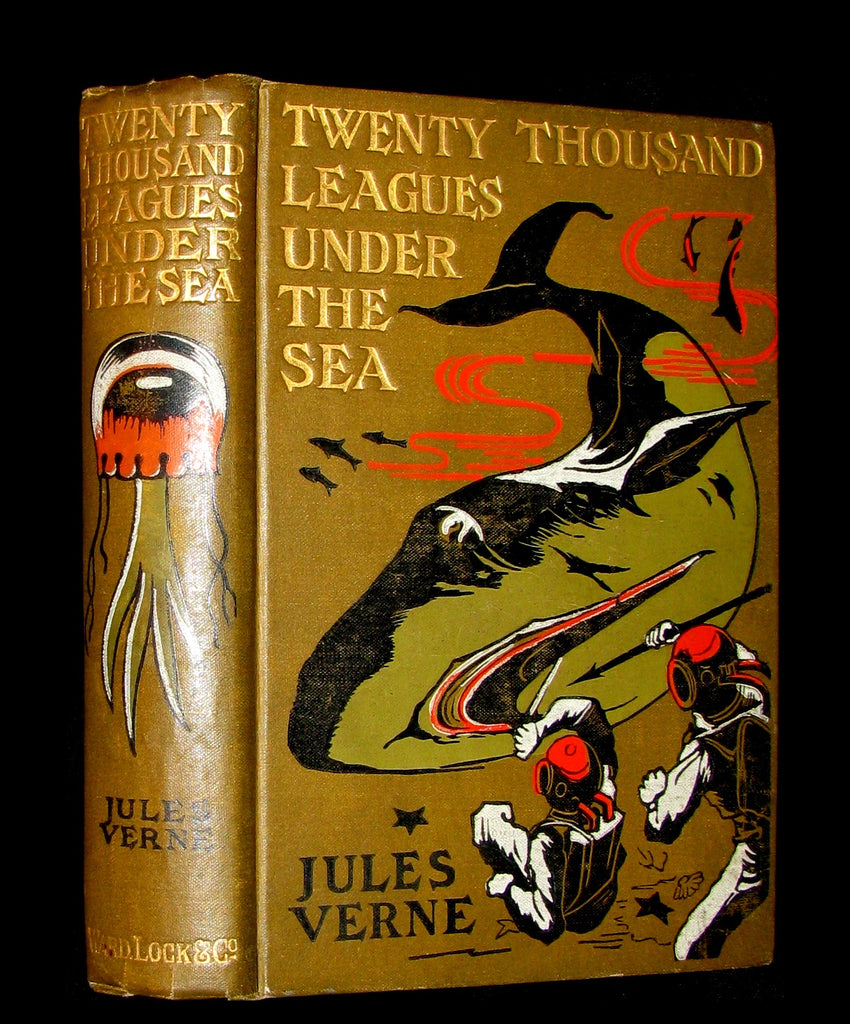 TWENTY
THOUSAND
LEAGUES
UNDER
THE SEA
JULES
VERNE
WARD, LOCK & Co
TWENTY THOUSAND
LEAGUES
UNDER
THE
SEA
JULES
VERNE